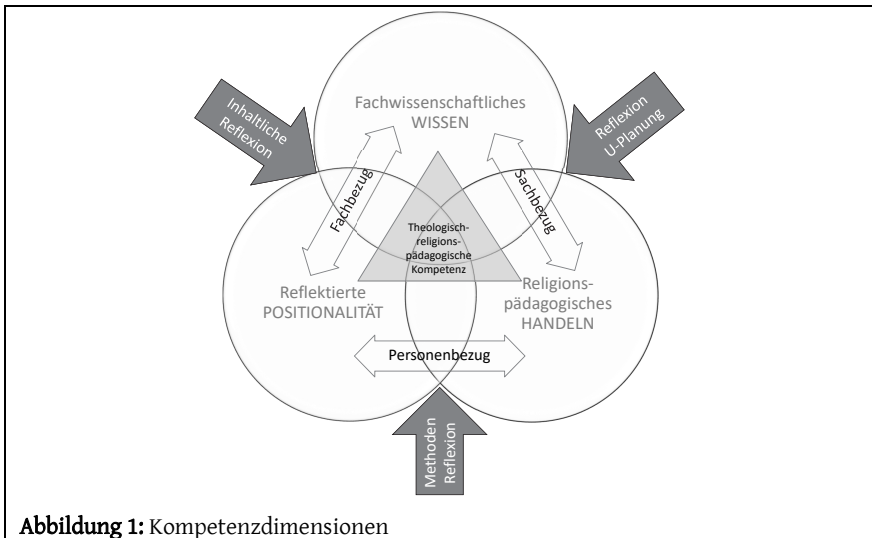 Fachwissenschaftliches
WISSEN
Inhaltliche
Reflexion
Reflexion
U-Planung
Fachbezug
Sachbezug
Theologisch-
religions-
pädagogische
Kompetenz
Reflektierte
POSITIONALITÄT
Religions-
pädagogisches
HANDELN
Personenbezug
Methoden
Reflexion
Abbildung 1: Kompetenzdimensionen